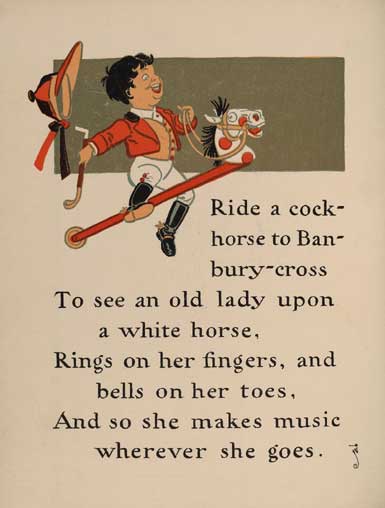 Ride a cock-
horse to Ban-
bury-cross
To see an old lady upon
a white horse,
Rings on her fingers, and
bells on her toes,
And so she makes music
wherever she goes.